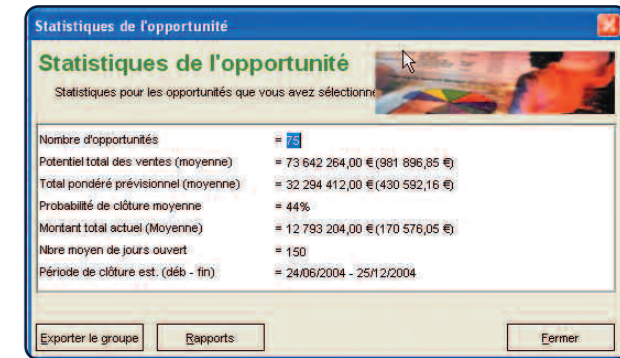 Statistiques de l'opportunité
Statistiques de l'opportunité
Statistiques pour les opportunités que vous avez sélectionne
Nombre d'opportunités = 75
Potentiel total des ventes (moyenne) = 73 642 264,00 € (981 896,85 €)
Total pondéré prévisionnel (moyenne) = 32 294 412,00 € (430 592,16 €)
Probabilité de clôture moyenne = 44%
Montant total actuel (Moyenne) = 12 793 204,00 € (170 576,05 €)
Nbre moyen de jours ouvert = 150
Période de clôture est. (déb - fin) = 24/06/2004 - 25/12/2004
Exporter le groupe Rapports Fermer